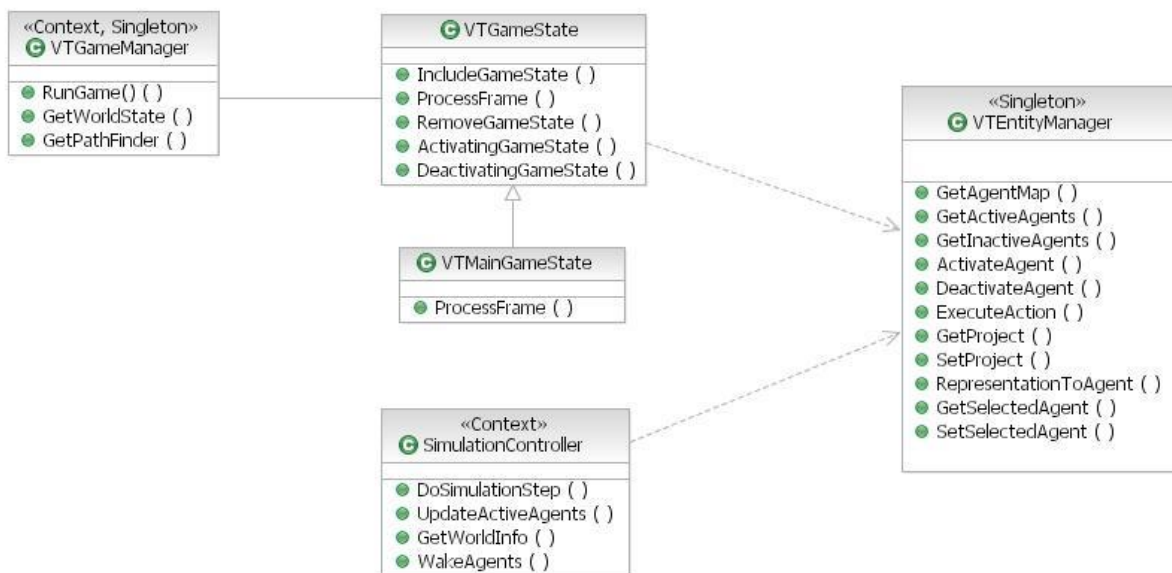 «Context, Singleton»
C VTGameManager
RunGame() ( )
GetWorldState ( )
GetPathFinder ( )
C VTGameState
IncludeGameState ( )
ProcessFrame ( )
RemoveGameState ( )
ActivatingGameState ( )
DeactivatingGameState ( )
C VTMainGameState
ProcessFrame ( )
«Context»
C SimulationController
DoSimulationStep ( )
UpdateActiveAgents ( )
GetWorldInfo ( )
WakeAgents ( )
«Singleton»
C VTEntityManager
GetAgentMap ( )
GetActiveAgents ( )
GetInactiveAgents ( )
ActivateAgent ( )
DeactivateAgent ( )
ExecuteAction ( )
GetProject ( )
SetProject ( )
RepresentationToAgent ( )
GetSelectedAgent ( )
SetSelectedAgent ( )